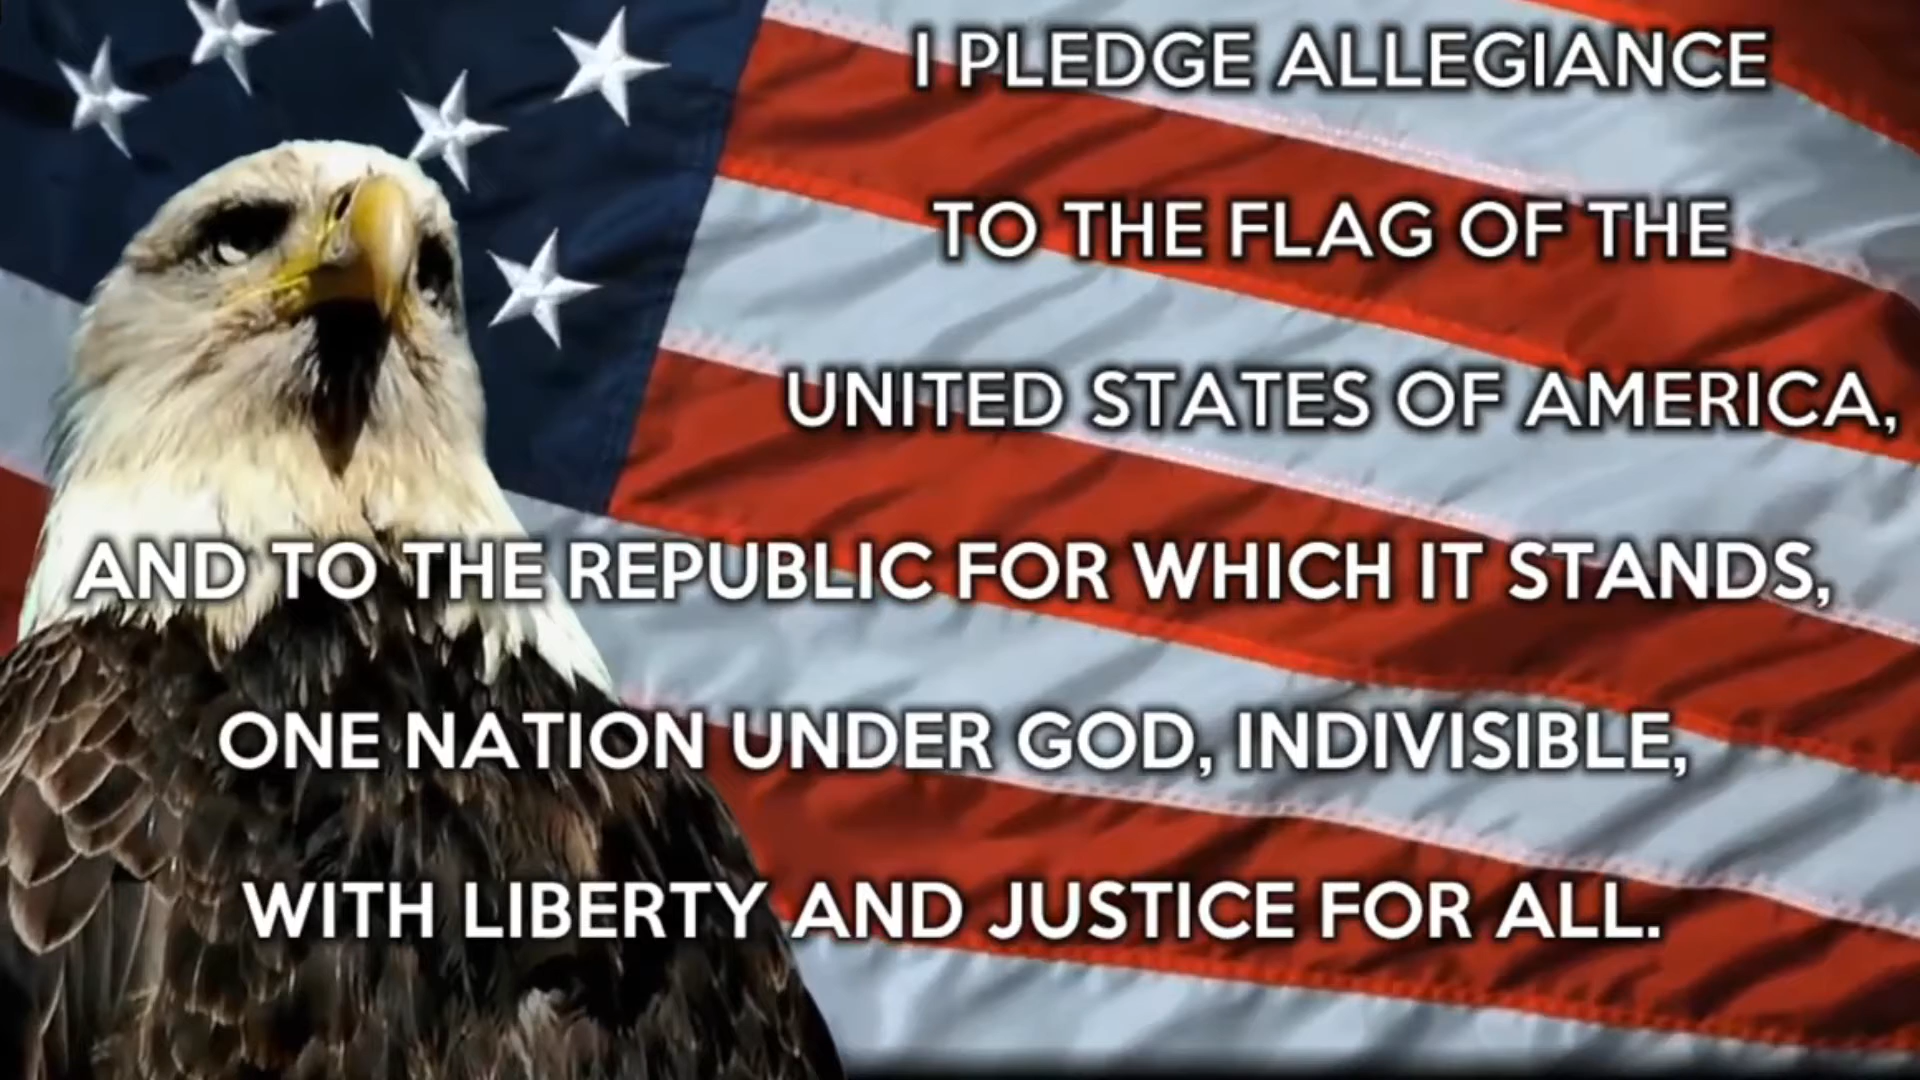 I PLEDGE ALLEGIANCE
TO THE FLAG OF THE
UNITED STATES OF AMERICA,
AND TO THE REPUBLIC FOR WHICH IT STANDS,
ONE NATION UNDER GOD, INDIVISIBLE,
WITH LIBERTY AND JUSTICE FOR ALL.